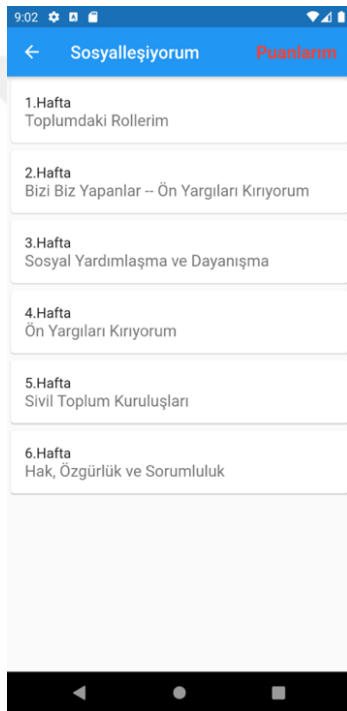 9:02
Sosyalleşiyorum Puanlarım
1.Hafta
Toplumdaki Rollerim
2.Hafta
Bizi Biz Yapanlar -- Ön Yargıları Kırıyorum
3.Hafta
Sosyal Yardımlaşma ve Dayanışma
4.Hafta
Ön Yargıları Kırıyorum
5.Hafta
Sivil Toplum Kuruluşları
6.Hafta
Hak, Özgürlük ve Sorumluluk